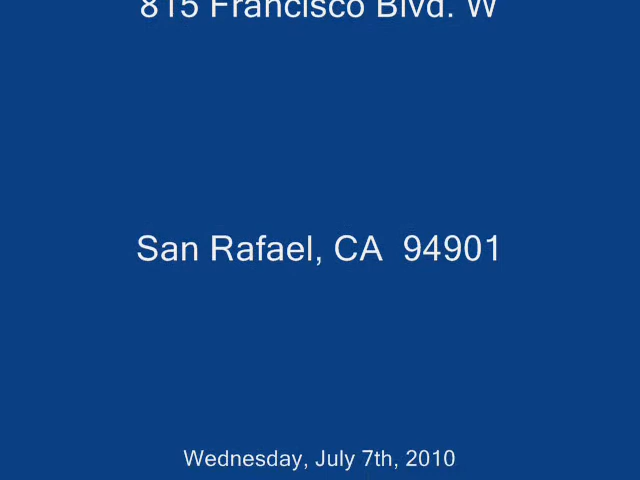 815 Francisco Blvd. W
San Rafael, CA  94901
Wednesday, July 7th, 2010